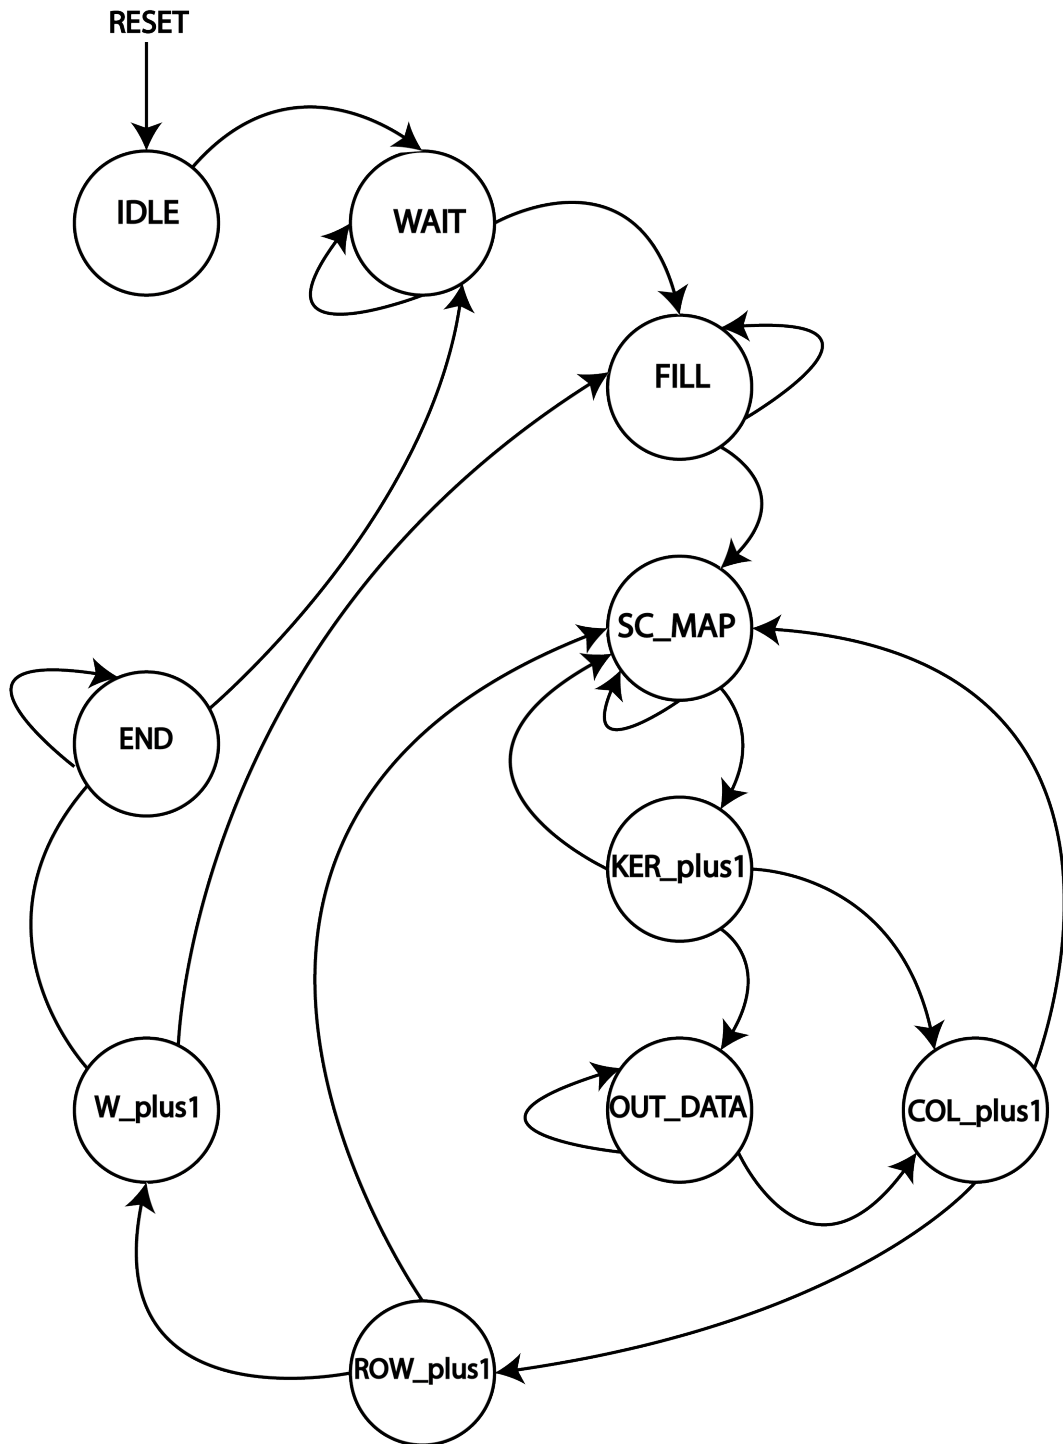 RESET
IDLE
WAIT
FILL
SC_MAP
END
KER_plus1
W_plus1
OUT_DATA
COL_plus1
ROW_plus1